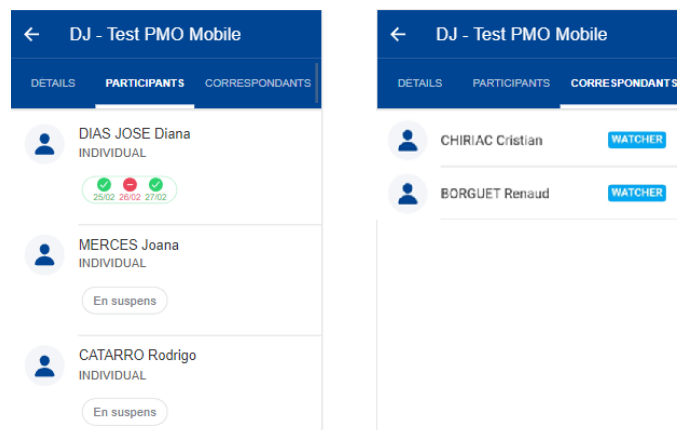 DJ - Test PMO Mobile
DÉTAILS PARTICIPANTS CORRESPONDANTS
DIAS JOSE Diana
INDIVIDUAL
25/02 26/02 27/02
MERCES Joana
INDIVIDUAL
En suspens
CATARRO Rodrigo
INDIVIDUAL
En suspens
DJ - Test PMO Mobile
DÉTAILS PARTICIPANTS CORRESPONDANTS
CHIRIAC Cristian WATCHER
BORGUET Renaud WATCHER